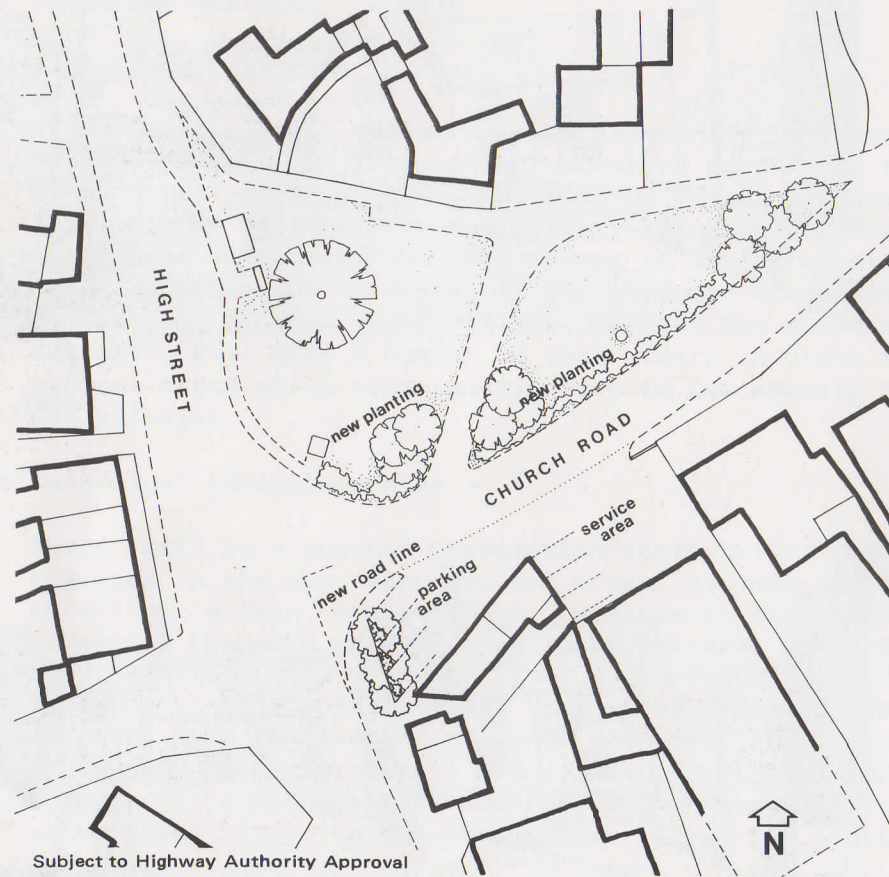 HIGH STREET
new planting
new planting
CHURCH ROAD
service
area
new road line
parking
area
N
Subject to Highway Authority Approval